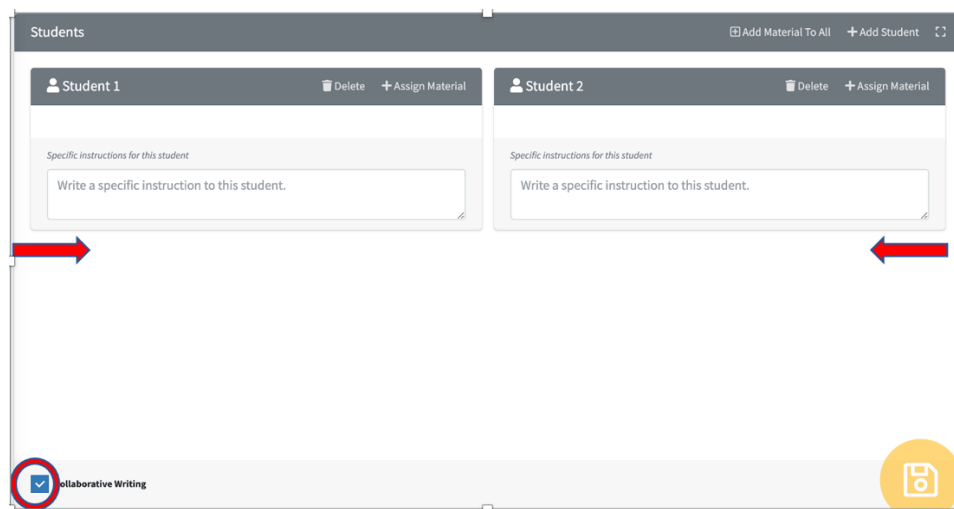 Students Add Material To All Add Student
Student 1 Delete Assign Material
Student 2 Delete Assign Material
Specific instructions for this student
Write a specific instruction to this student.
Specific instructions for this student
Write a specific instruction to this student.
ollaborative Writing